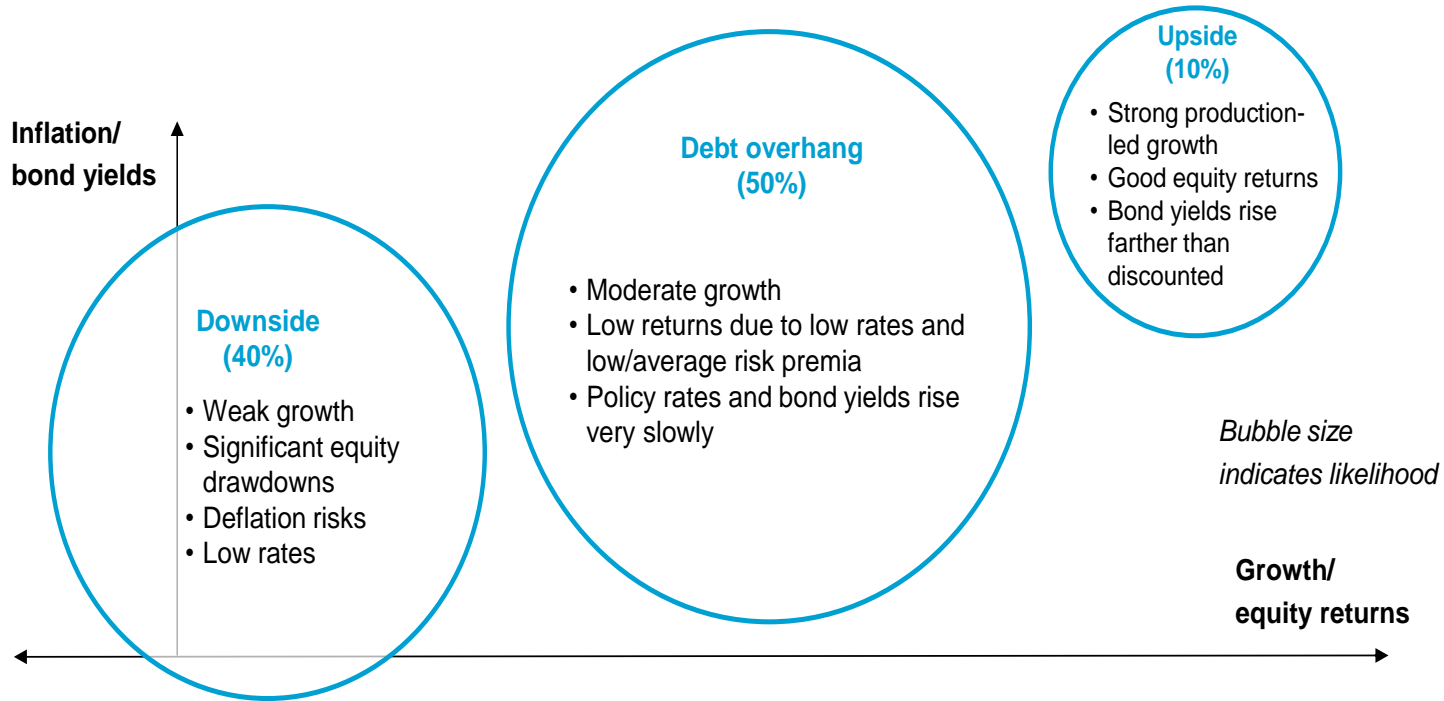 Inflation/
bond yields
Downside
(40%)
• Weak growth
• Significant equity
drawdowns
• Deflation risks
• Low rates
Debt overhang
(50%)
• Moderate growth
• Low returns due to low rates and
low/average risk premia
• Policy rates and bond yields rise
very slowly
Upside
(10%)
• Strong production-
led growth
• Good equity returns
• Bond yields rise
farther than
discounted
Bubble size
indicates likelihood
Growth/
equity returns